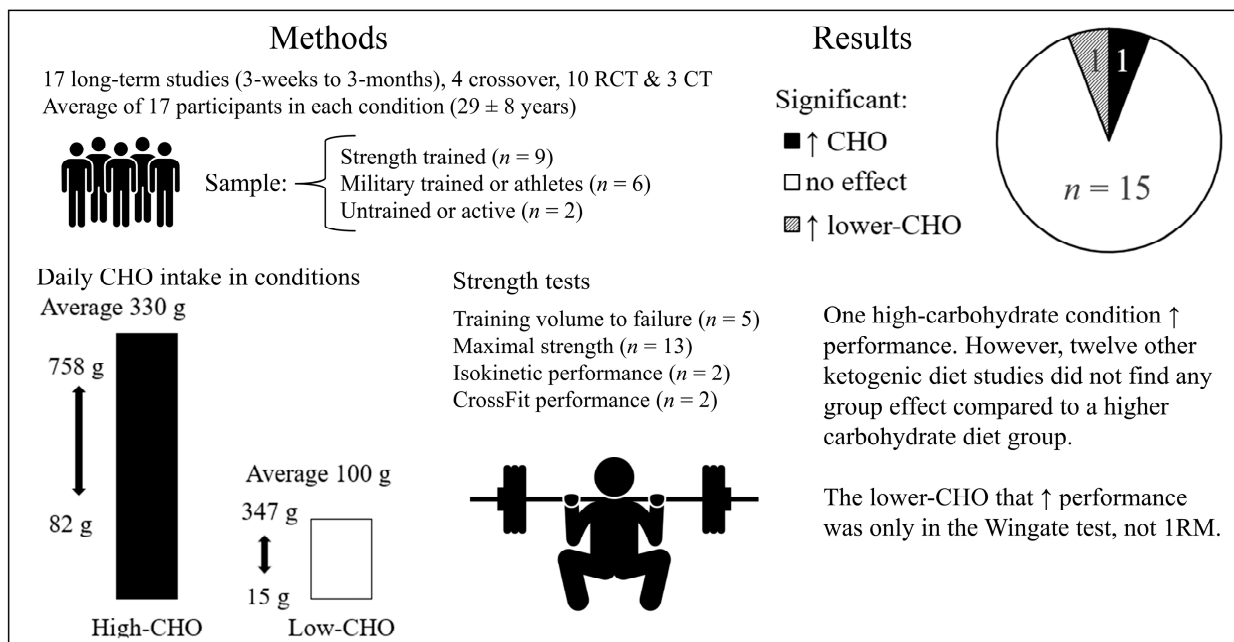 Methods
17 long-term studies (3-weeks to 3-months), 4 crossover, 10 RCT & 3 CT
Average of 17 participants in each condition (29 ± 8 years)
Sample:
Strength trained (n = 9)
Military trained or athletes (n = 6)
Untrained or active (n = 2)
Daily CHO intake in conditions
Average 330 g
758 g
82 g
High-CHO
Average 100 g
347 g
15 g
Low-CHO
Strength tests
Training volume to failure (n = 5)
Maximal strength (n = 13)
Isokinetic performance (n = 2)
CrossFit performance (n = 2)
Results
Significant:
↑ CHO
no effect
↑ lower-CHO
1
1
n = 15
One high-carbohydrate condition ↑
performance. However, twelve other
ketogenic diet studies did not find any
group effect compared to a higher
carbohydrate diet group.
The lower-CHO that ↑ performance
was only in the Wingate test, not 1RM.